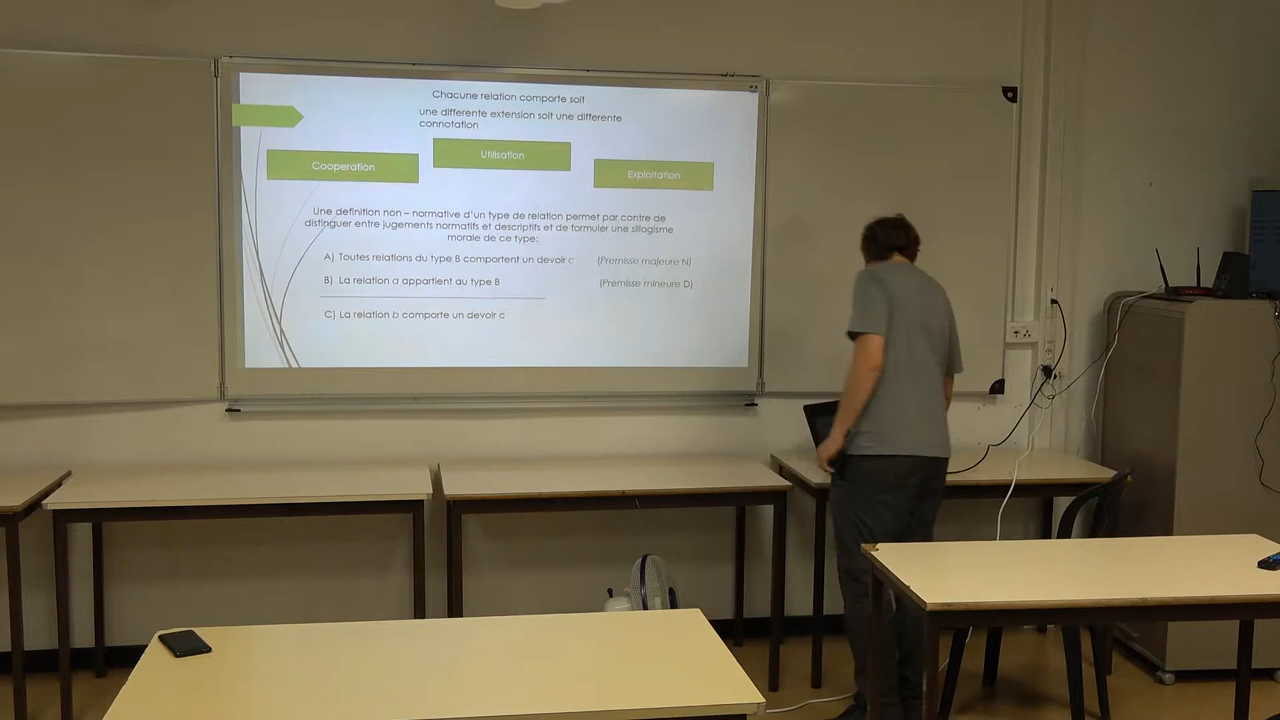 Chacune relation comporte soit
une differente extension soit une differente
connotation
Cooperation
Utilisation
Exploitation
Une definition non – normative d'un type de relation permet par contre de
distinguer entre jugements normatifs et descriptifs et de formuler une sillogisme
morale de ce type:
A) Toutes relations du type B comportent un devoir c (Premisse majeure N)
B) La relation a appartient au type B (Premisse mineure D)
C) La relation b comporte un devoir c